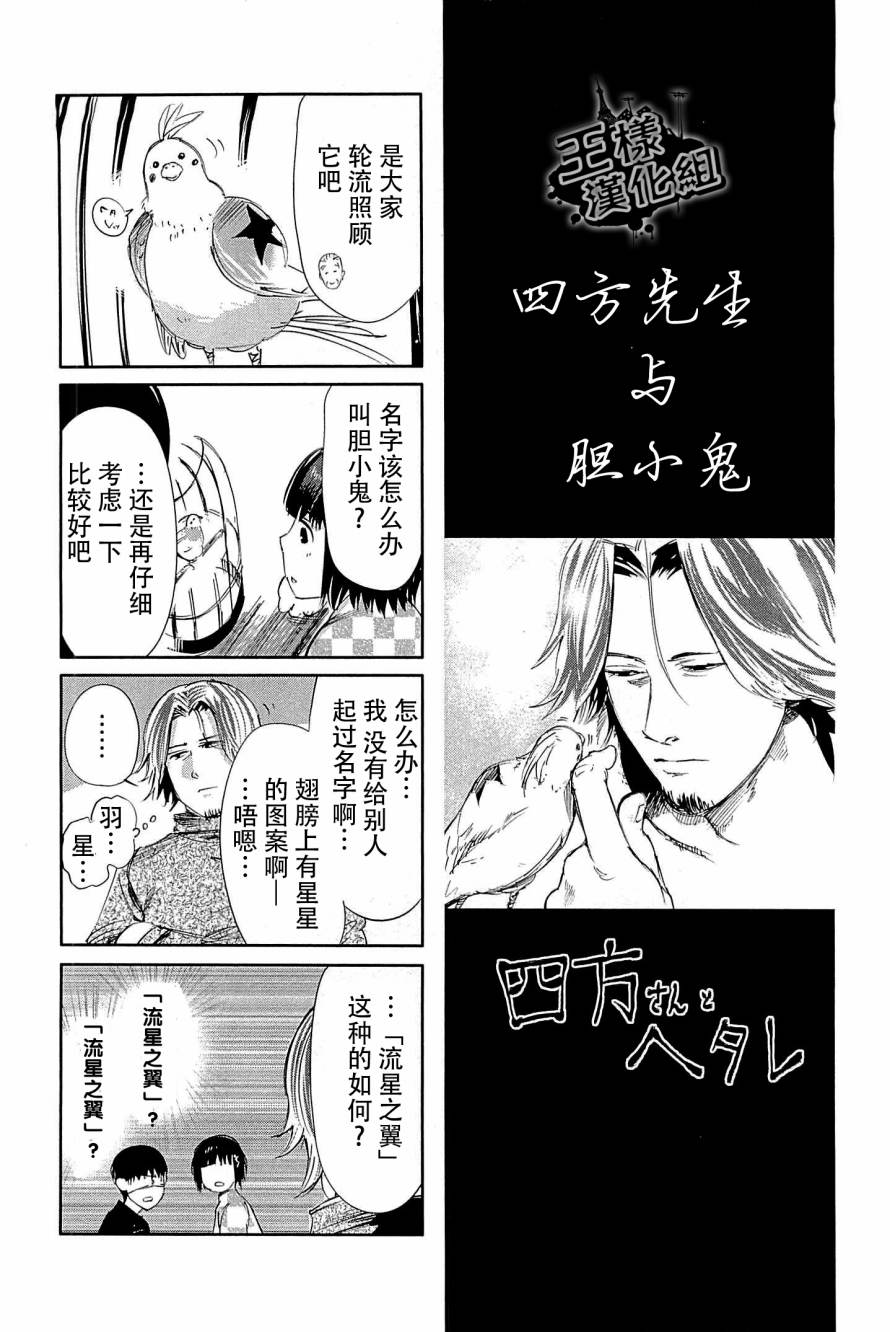 王樣
漢化組
四方先生
与
胆小鬼
四方さんと
ヘタレ
是大家
轮流照顾
它吧
名字该怎么办
叫胆小鬼？
…还是再仔细
考虑一下
比较好吧
怎么办…
我没有给别人
起过名字啊…
翅膀上有星星
的图案啊—
…唔嗯…
……
羽…
星…
…「流星之翼」
这种的如何？
「流星之翼」？
「流星之翼」？